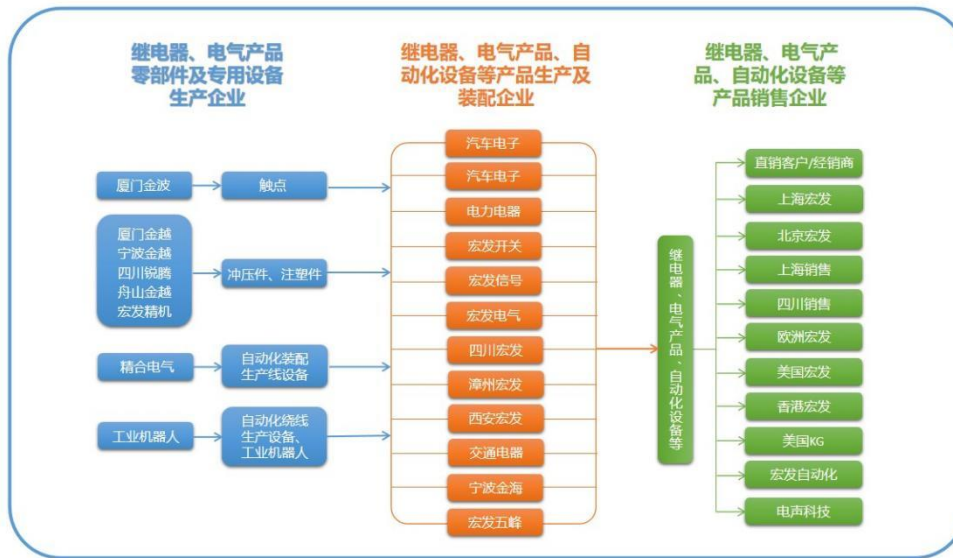 继电器、电气产品
零部件及专用设备
生产企业
继电器、电气产品、自
动化设备等产品生产及
装配企业
继电器、电气产
品、自动化设备等
产品销售企业
厦门金波
触点
厦门金越
宁波金越
四川锐腾
舟山金越
宏发精机
冲压件、注塑件
精合电气
自动化装配
生产线设备
工业机器人
自动化绕线
生产设备、
工业机器人
汽车电子
汽车电子
电力电器
宏发开关
宏发信号
宏发电气
四川宏发
漳州宏发
西安宏发
交通电器
宁波金海
宏发五峰
继电器、电气产品、自动化设备等
直销客户/经销商
上海宏发
北京宏发
上海销售
四川销售
欧洲宏发
美国宏发
香港宏发
美国KG
宏发自动化
电声科技